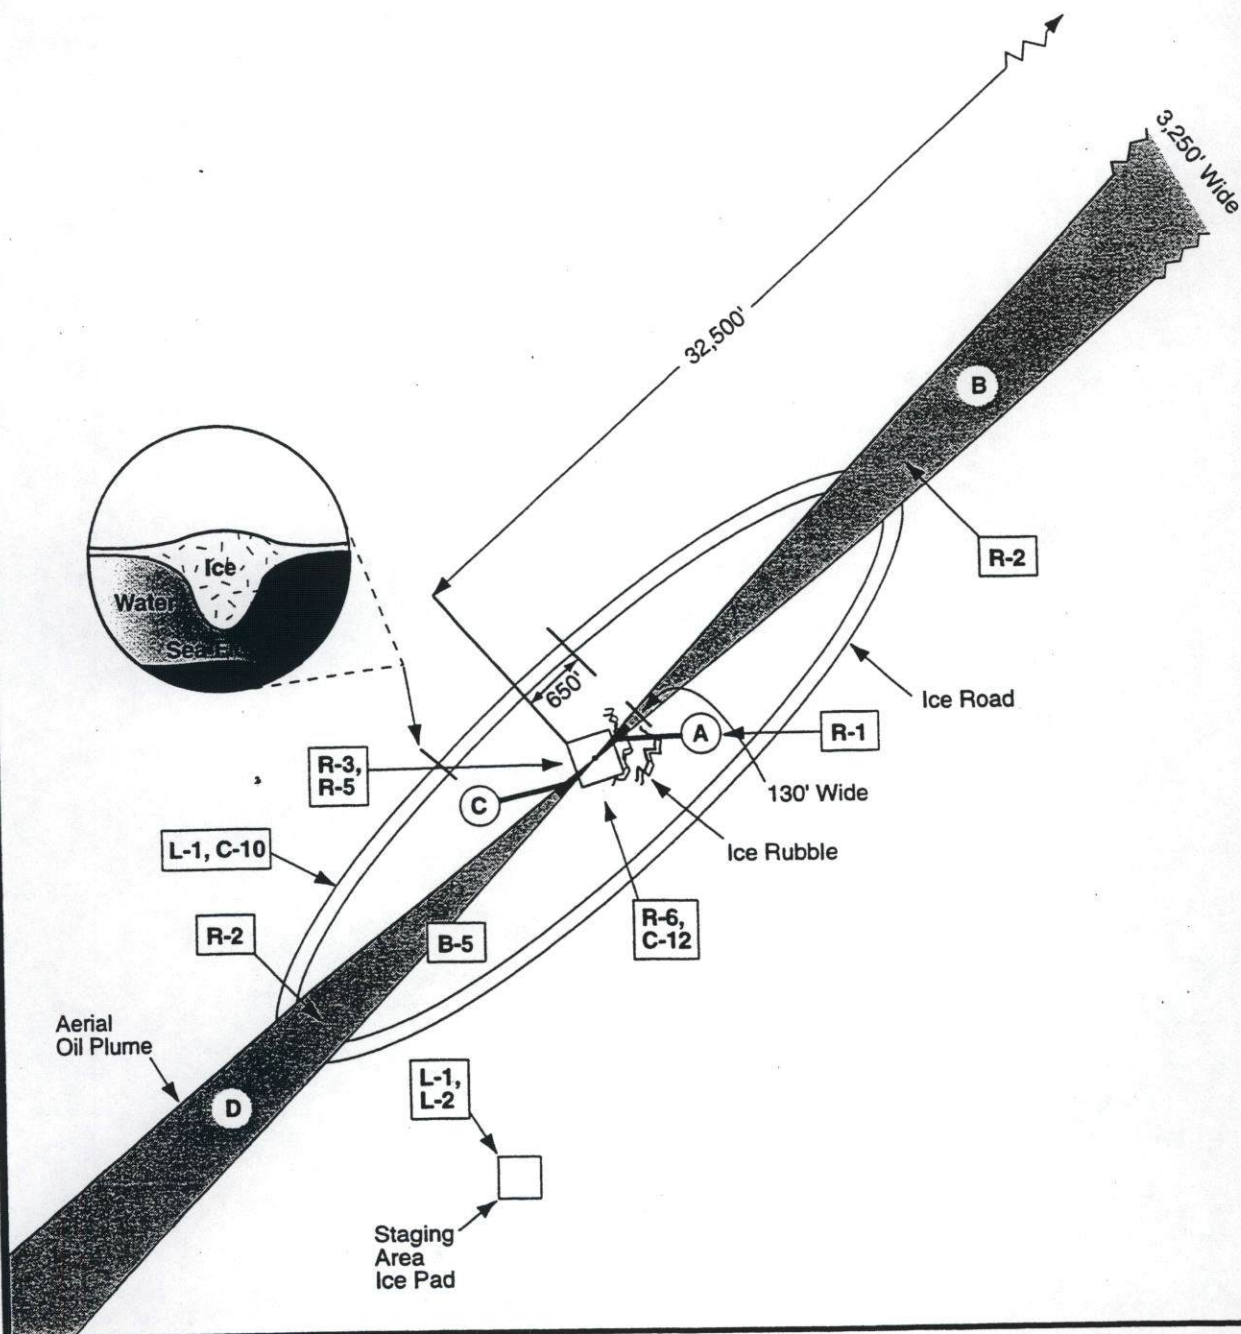 3,250' Wide
32,500'
B
R-2
Ice
Water
650'
Ice Road
A
R-1
R-3,
R-5
C
130' Wide
Ice Rubble
L-1, C-10
R-6,
C-12
R-2
B-5
Aerial
Oil Plume
L-1,
L-2
D
Staging
Area
Ice Pad